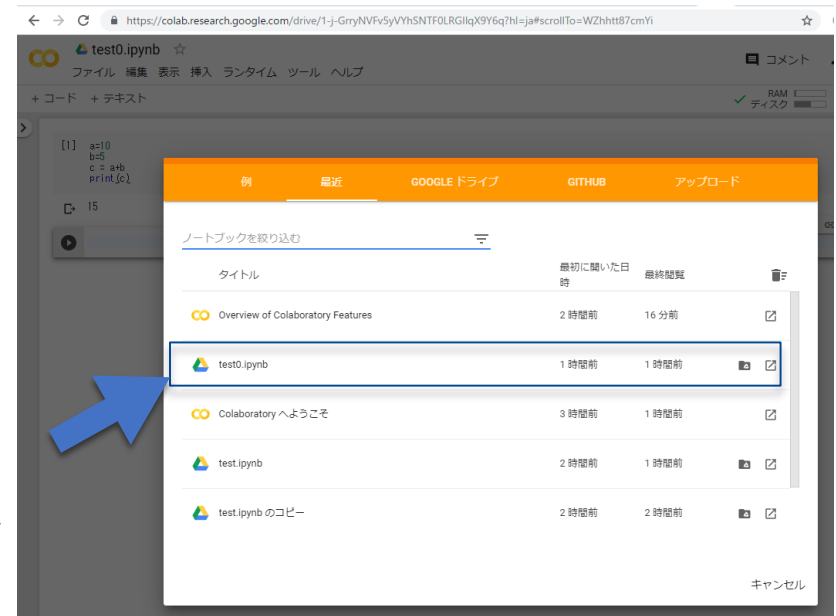 https://colab.research.google.com/drive/1-j-GrryNVFv5yVYhSNTF0LRGIlqX9Y6q?hl=ja#scrollTo=WZhhtt87cmYi
test0.ipynb
ファイル 編集 表示 挿入 ランタイム ツール ヘルプ
コメント
+ コード + テキスト
RAM
ディスク
[1] a=10
b=5
c = a+b
print(c)
15
例 最近 GOOGLE ドライブ GITHUB アップロード
ノートブックを絞り込む
タイトル 最初に開いた日時 最終閲覧
Overview of Colaboratory Features 2 時間前 16 分前
test0.ipynb 1 時間前 1 時間前
Colaboratory へようこそ 3 時間前 1 時間前
test.ipynb 2 時間前 1 時間前
test.ipynb のコピー 2 時間前 2 時間前
キャンセル